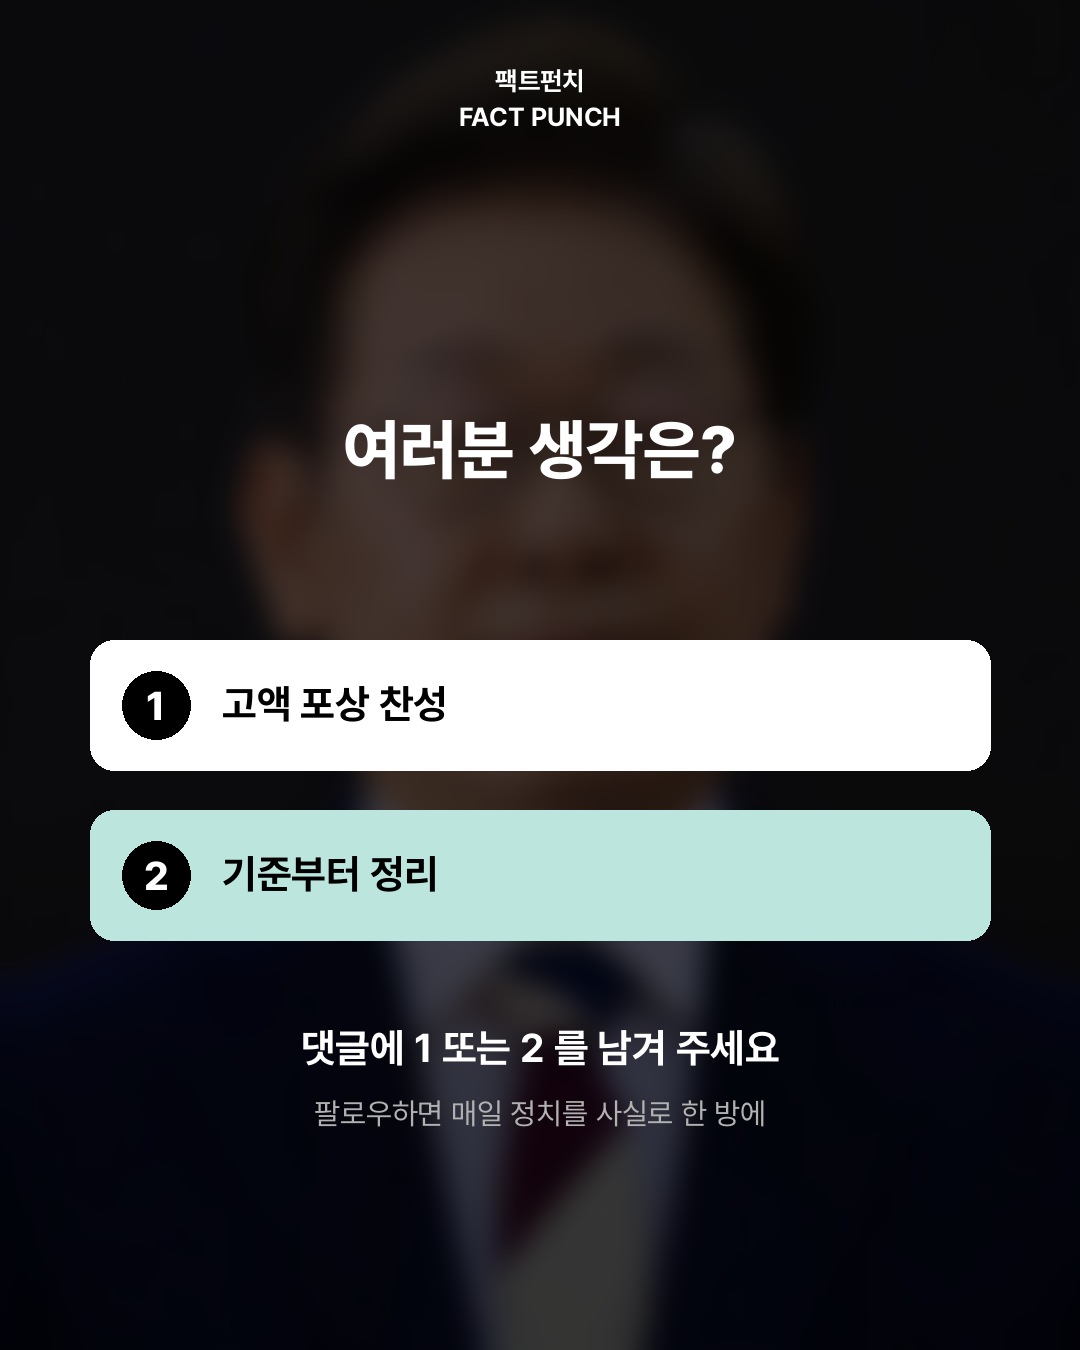 팩트펀치
FACT PUNCH
여러분 생각은?
1 고액 포상 찬성
2 기준부터 정리
댓글에 1 또는 2 를 남겨 주세요
팔로우하면 매일 정치를 사실로 한 방에